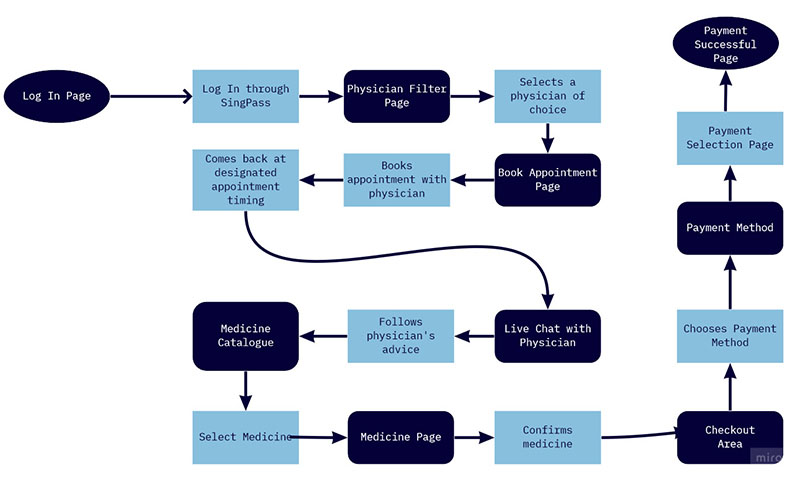 Log In Page
Log In through
SingPass
Physician Filter
Page
Selects a
physician of
choice
Book Appointment
Page
Books
appointment with
physician
Comes back at
designated
appointment
timing
Live Chat with
Physician
Follows
physician's
advice
Medicine
Catalogue
Select Medicine
Medicine Page
Confirms
medicine
Checkout
Area
Chooses Payment
Method
Payment Method
Payment
Selection Page
Payment
Successful
Page
miro